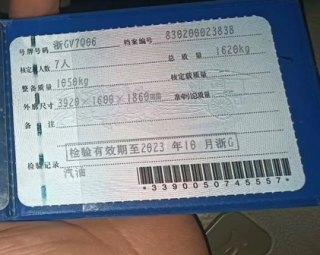 号牌号码 浙GV7006 档案编号 830200023838
核定载人数 7人 总质量 1620kg
整备质量 1050kg 核定载质量
外廓尺寸 3920×1600×1860mm 准牵引总质量
备注
检验有效期至2023年10月浙G
检验记录
汽油
*3390050745557*